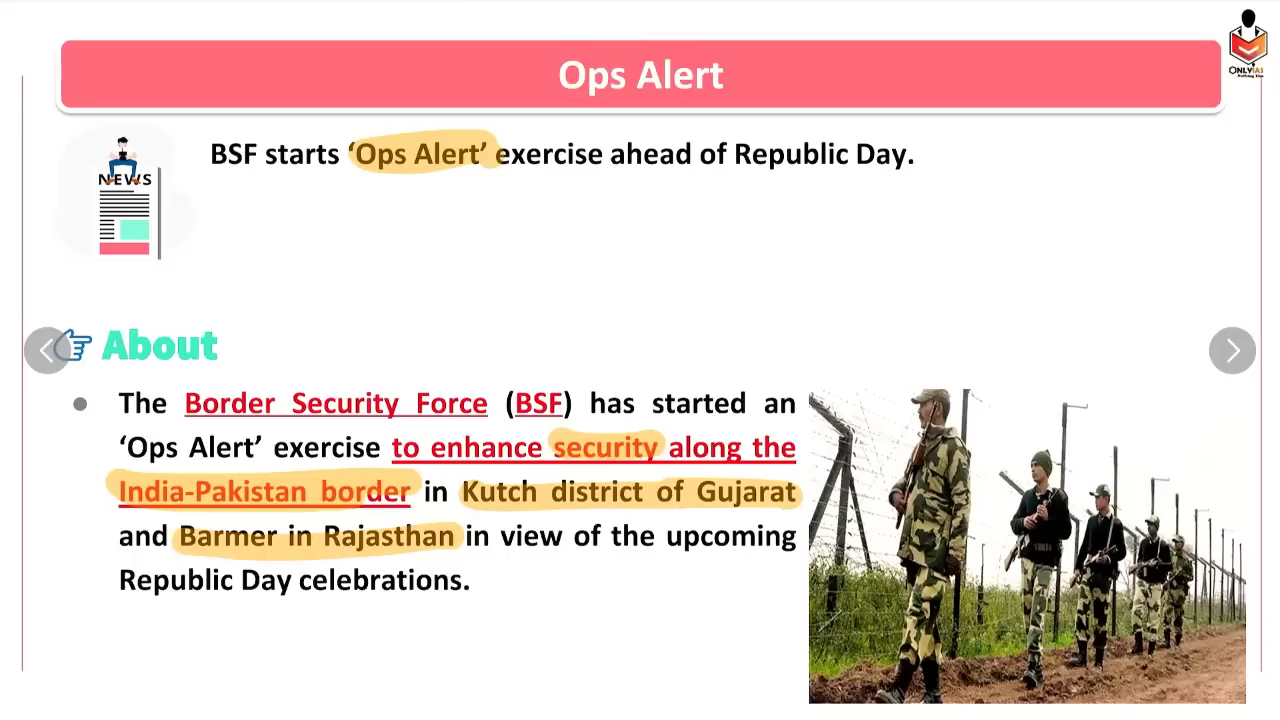 Ops Alert
ONLYIAS
BSF starts ‘Ops Alert’ exercise ahead of Republic Day.
NEWS
About
The Border Security Force (BSF) has started an
‘Ops Alert’ exercise to enhance security along the
India-Pakistan border in Kutch district of Gujarat
and Barmer in Rajasthan in view of the upcoming
Republic Day celebrations.